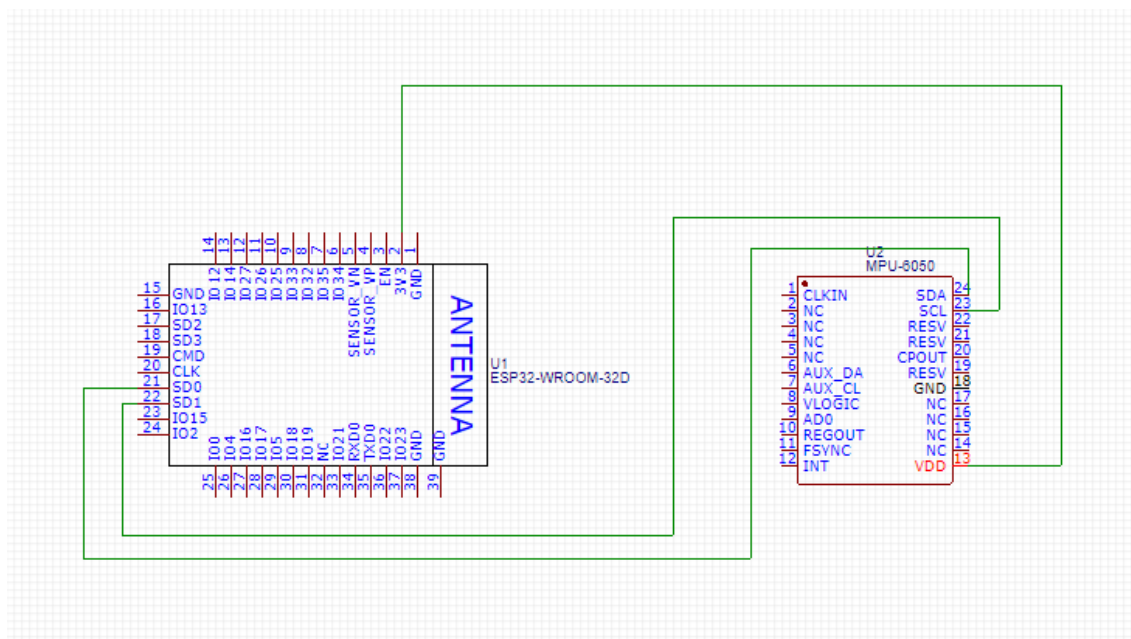 14
13
12
11
10
9
8
7
6
5
4
3
2
1
IO12
IO14
IO27
IO26
IO25
IO33
IO32
IO35
IO34
SENSOR_VN
SENSOR_VP
EN
3V3
GND
15 GND
16 IO13
17 SD2
18 SD3
19 CMD
20 CLK
21 SD0
22 SD1
23 IO15
24 IO2
ANTENNA
U1
ESP32-WROOM-32D
IO0
IO4
IO16
IO17
IO5
IO18
IO19
NC
IO21
RXD0
TXD0
IO22
IO23
GND
GND
25
26
27
28
29
30
31
32
33
34
35
36
37
38
39
U2
MPU-6050
1 CLKIN SDA 24
2 NC SCL 23
3 NC RESV 22
4 NC RESV 21
5 NC CPOUT 20
6 AUX_DA RESV 19
7 AUX_CL GND 18
8 VLOGIC NC 17
9 AD0 NC 16
10 REGOUT NC 15
11 FSYNC NC 14
12 INT VDD 13